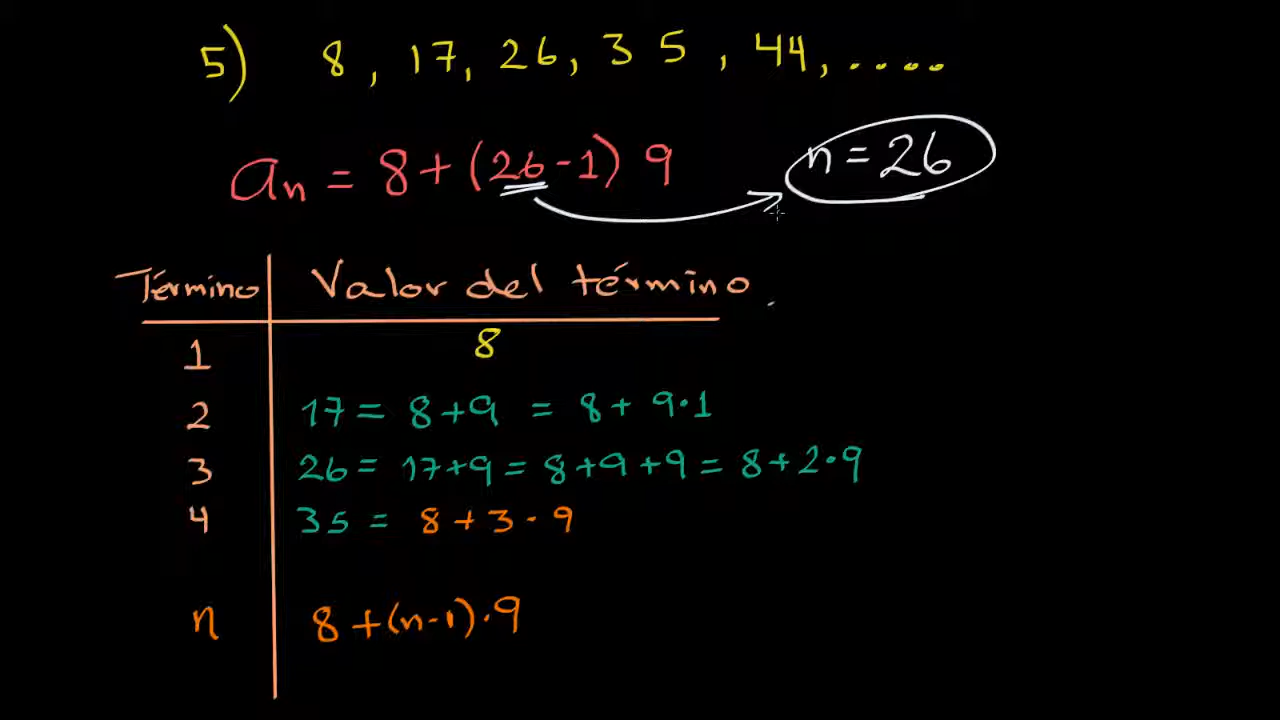 5) 8, 17, 26, 35, 44, ....
an = 8 + (26 - 1) 9 n = 26
Término Valor del término
1 8
2 17 = 8 + 9 = 8 + 9·1
3 26 = 17 + 9 = 8 + 9 + 9 = 8 + 2·9
4 35 = 8 + 3 · 9
n 8 + (n - 1)·9